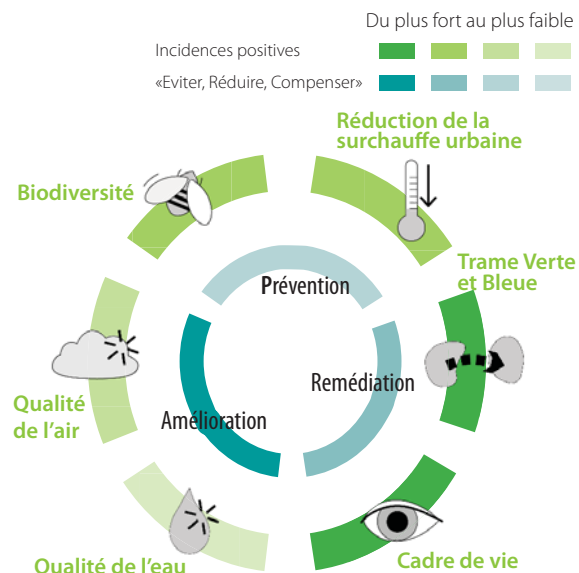 Du plus fort au plus faible
Incidences positives
«Eviter, Réduire, Compenser»
Réduction de la
surchauffe urbaine
Biodiversité
Trame Verte
et Bleue
Prévention
Remédiation
Qualité
de l'air
Amélioration
Qualité de l'eau
Cadre de vie